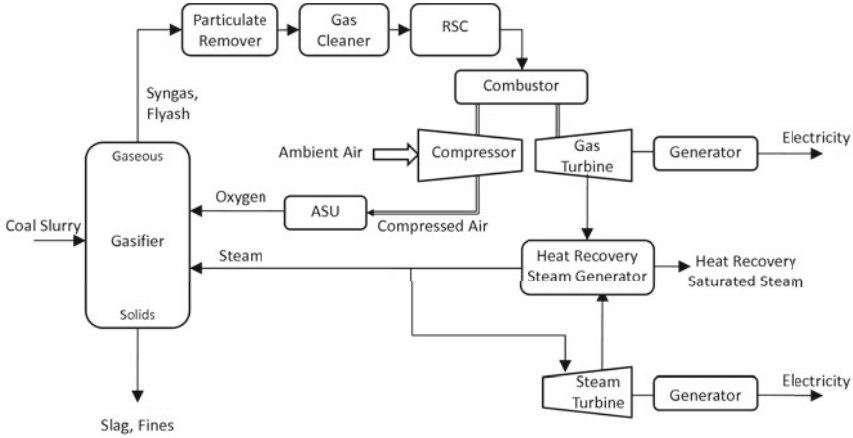 Particulate
Remover
Gas
Cleaner
RSC
Syngas,
Flyash
Combustor
Ambient Air
Compressor
Gas
Turbine
Generator
Electricity
Gaseous
Oxygen
ASU
Compressed Air
Coal Slurry
Gasifier
Steam
Heat Recovery
Steam Generator
Heat Recovery
Saturated Steam
Solids
Steam
Turbine
Generator
Electricity
Slag, Fines